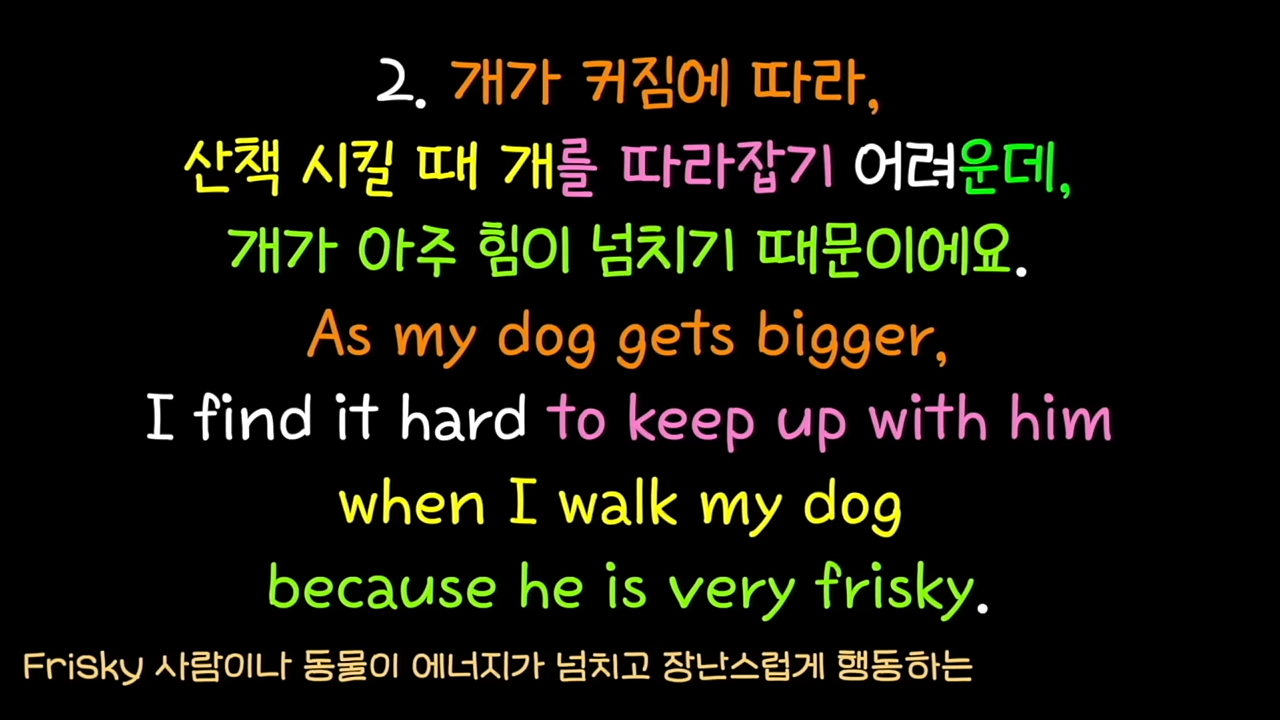 2. 개가 커짐에 따라,
산책 시킬 때 개를 따라잡기 어려운데,
개가 아주 힘이 넘치기 때문이에요.
As my dog gets bigger,
I find it hard to keep up with him
when I walk my dog
because he is very frisky.
Frisky 사람이나 동물이 에너지가 넘치고 장난스럽게 행동하는